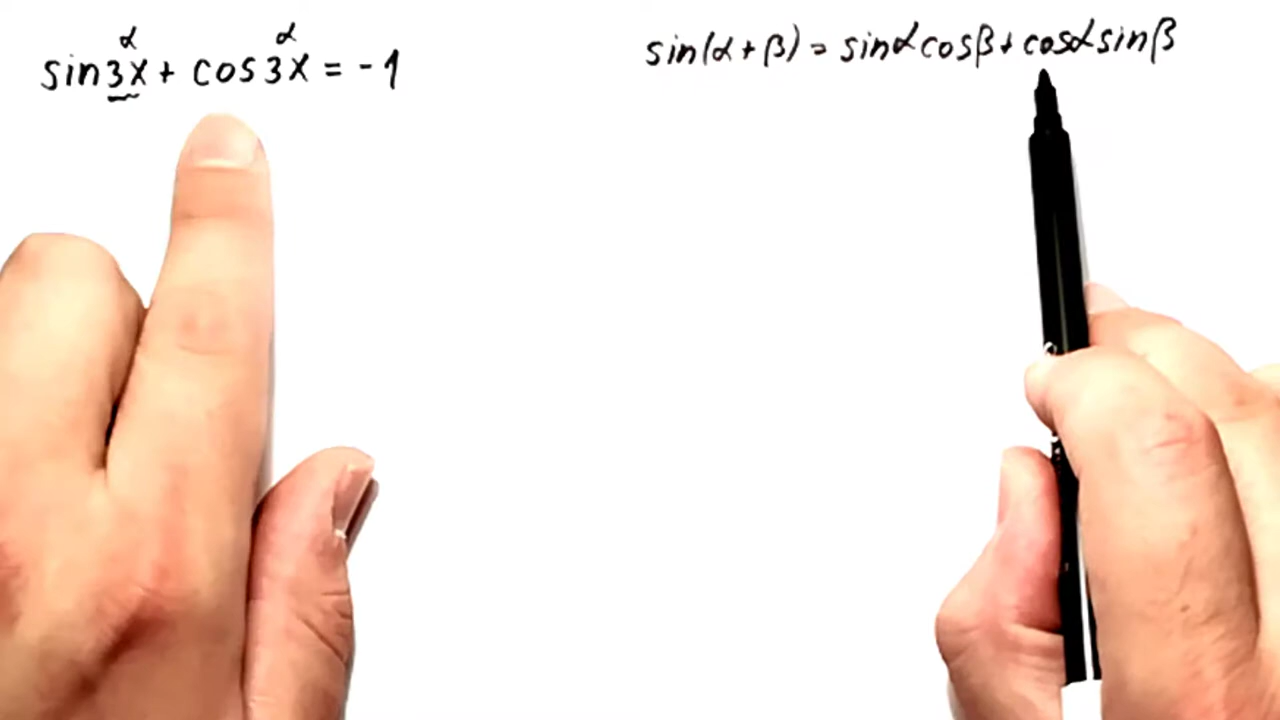 α α
sin3x + cos3x = -1
sin(α + β) = sinα cosβ + cosα sinβ